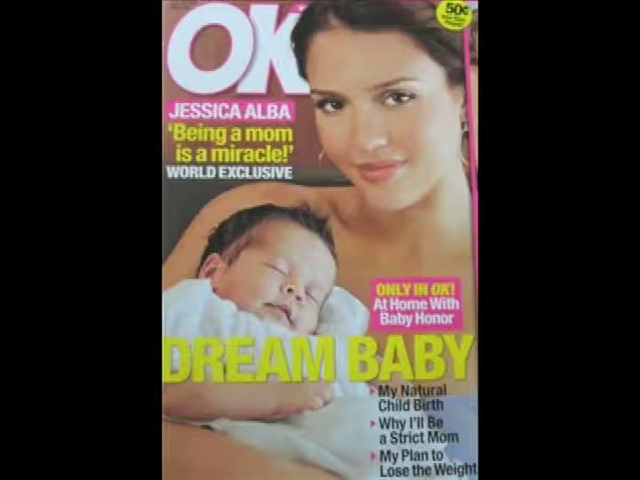 OK
50¢
JESSICA ALBA
'Being a mom
is a miracle!'
WORLD EXCLUSIVE
ONLY IN OK!
At Home With
Baby Honor
DREAM BABY
My Natural
Child Birth
Why I'll Be
a Strict Mom
My Plan to
Lose the Weight